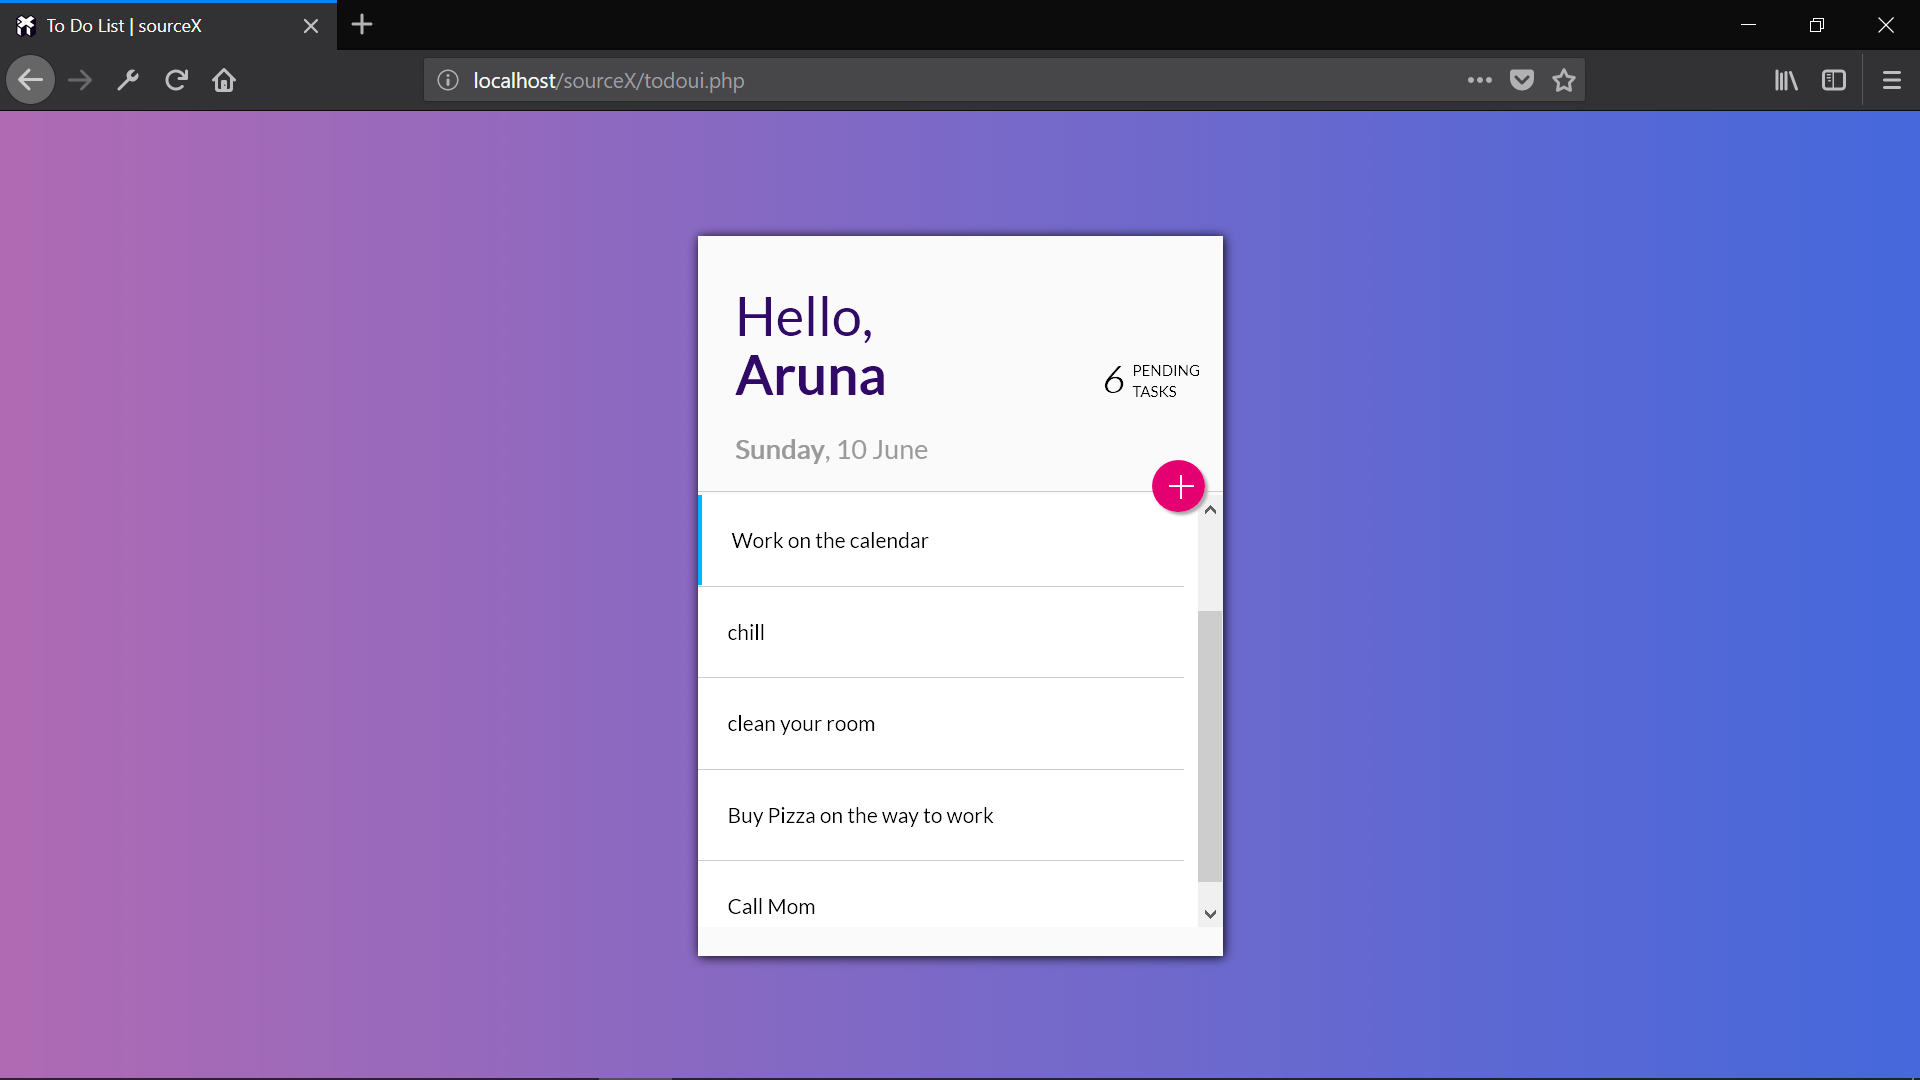 To Do List | sourceX
localhost/sourceX/todoui.php
Hello,
Aruna
6 PENDING
TASKS
Sunday, 10 June
Work on the calendar
chill
clean your room
Buy Pizza on the way to work
Call Mom